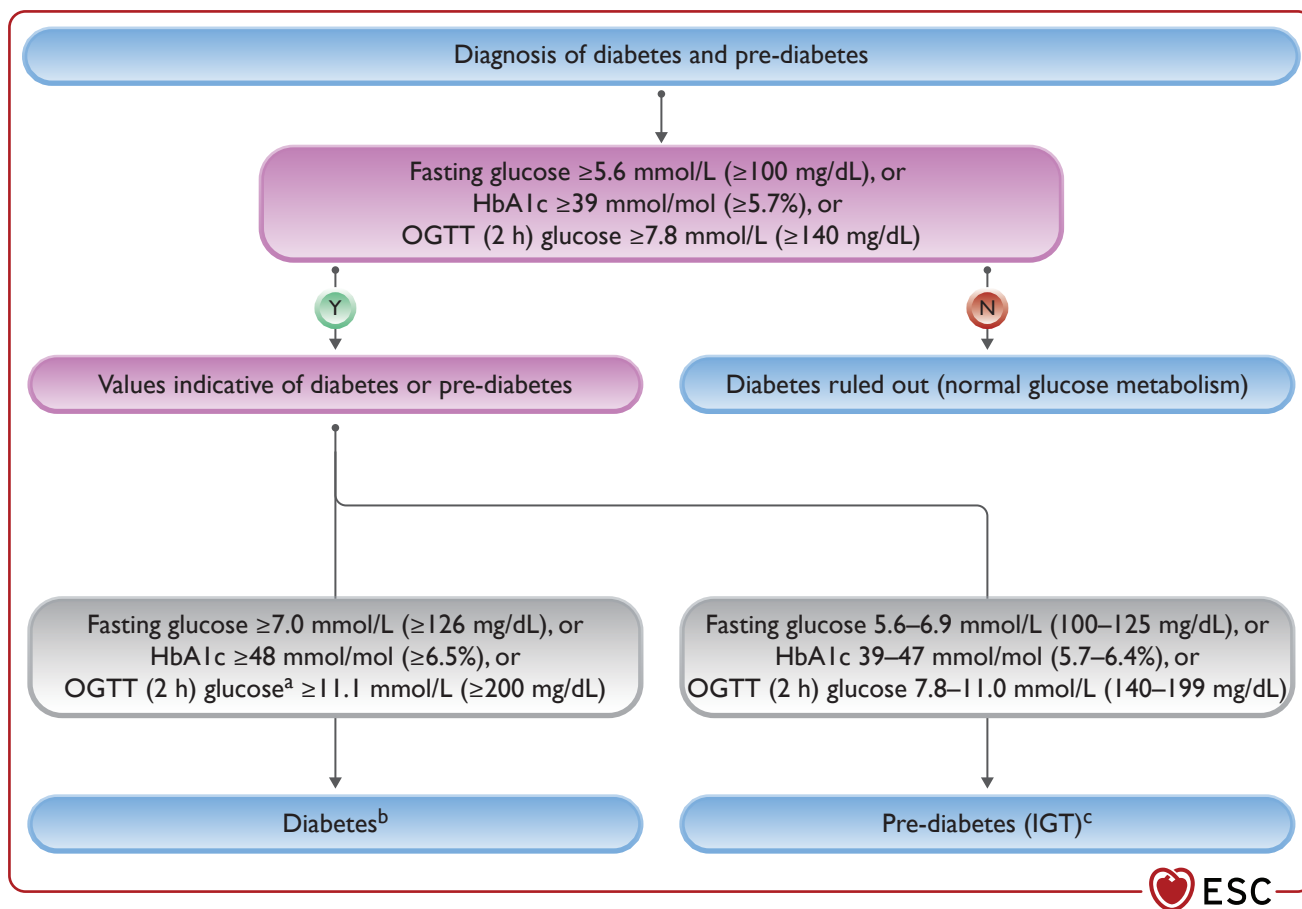 Diagnosis of diabetes and pre-diabetes
Fasting glucose ≥5.6 mmol/L (≥100 mg/dL), or
HbA1c ≥39 mmol/mol (≥5.7%), or
OGTT (2 h) glucose ≥7.8 mmol/L (≥140 mg/dL)
Y
N
Values indicative of diabetes or pre-diabetes
Diabetes ruled out (normal glucose metabolism)
Fasting glucose ≥7.0 mmol/L (≥126 mg/dL), or
HbA1c ≥48 mmol/mol (≥6.5%), or
OGTT (2 h) glucoseᵃ ≥11.1 mmol/L (≥200 mg/dL)
Fasting glucose 5.6–6.9 mmol/L (100–125 mg/dL), or
HbA1c 39–47 mmol/mol (5.7–6.4%), or
OGTT (2 h) glucose 7.8–11.0 mmol/L (140–199 mg/dL)
Diabetesᵇ
Pre-diabetes (IGT)ᶜ
ESC